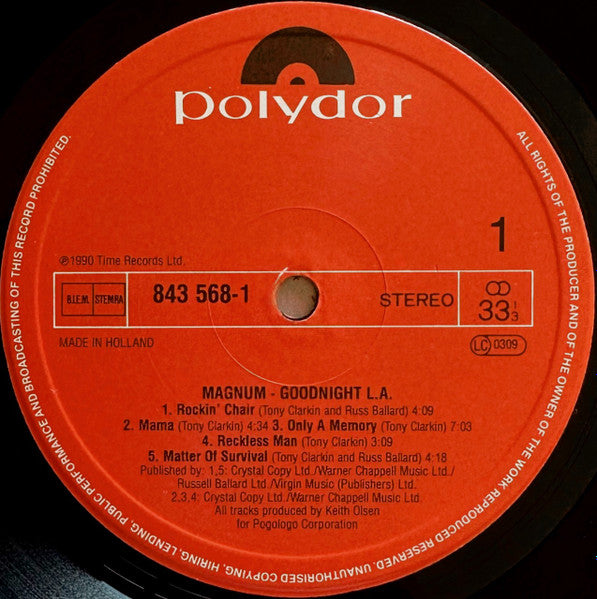 polydor
1
℗1990 Time Records Ltd.
B.I.E.M. STEMRA
843 568-1
STEREO
33 1/3
MADE IN HOLLAND
LC 0309
MAGNUM - GOODNIGHT L.A.
1. Rockin' Chair (Tony Clarkin and Russ Ballard) 4:09
2. Mama (Tony Clarkin) 4:34 3. Only A Memory (Tony Clarkin) 7:03
4. Reckless Man (Tony Clarkin) 3:09
5. Matter Of Survival (Tony Clarkin and Russ Ballard) 4:18
Published by: 1,5: Crystal Copy Ltd./Warner Chappell Music Ltd./
Russell Ballard Ltd./Virgin Music (Publishers) Ltd.
2,3,4: Crystal Copy Ltd./Warner Chappell Music Ltd.
All tracks produced by Keith Olsen
for Pogologo Corporation
ALL RIGHTS OF THE PRODUCER AND OF THE OWNER OF THE WORK REPRODUCED RESERVED. UNAUTHORISED COPYING, HIRING, LENDING, PUBLIC PERFORMANCE AND BROADCASTING OF THIS RECORD PROHIBITED.